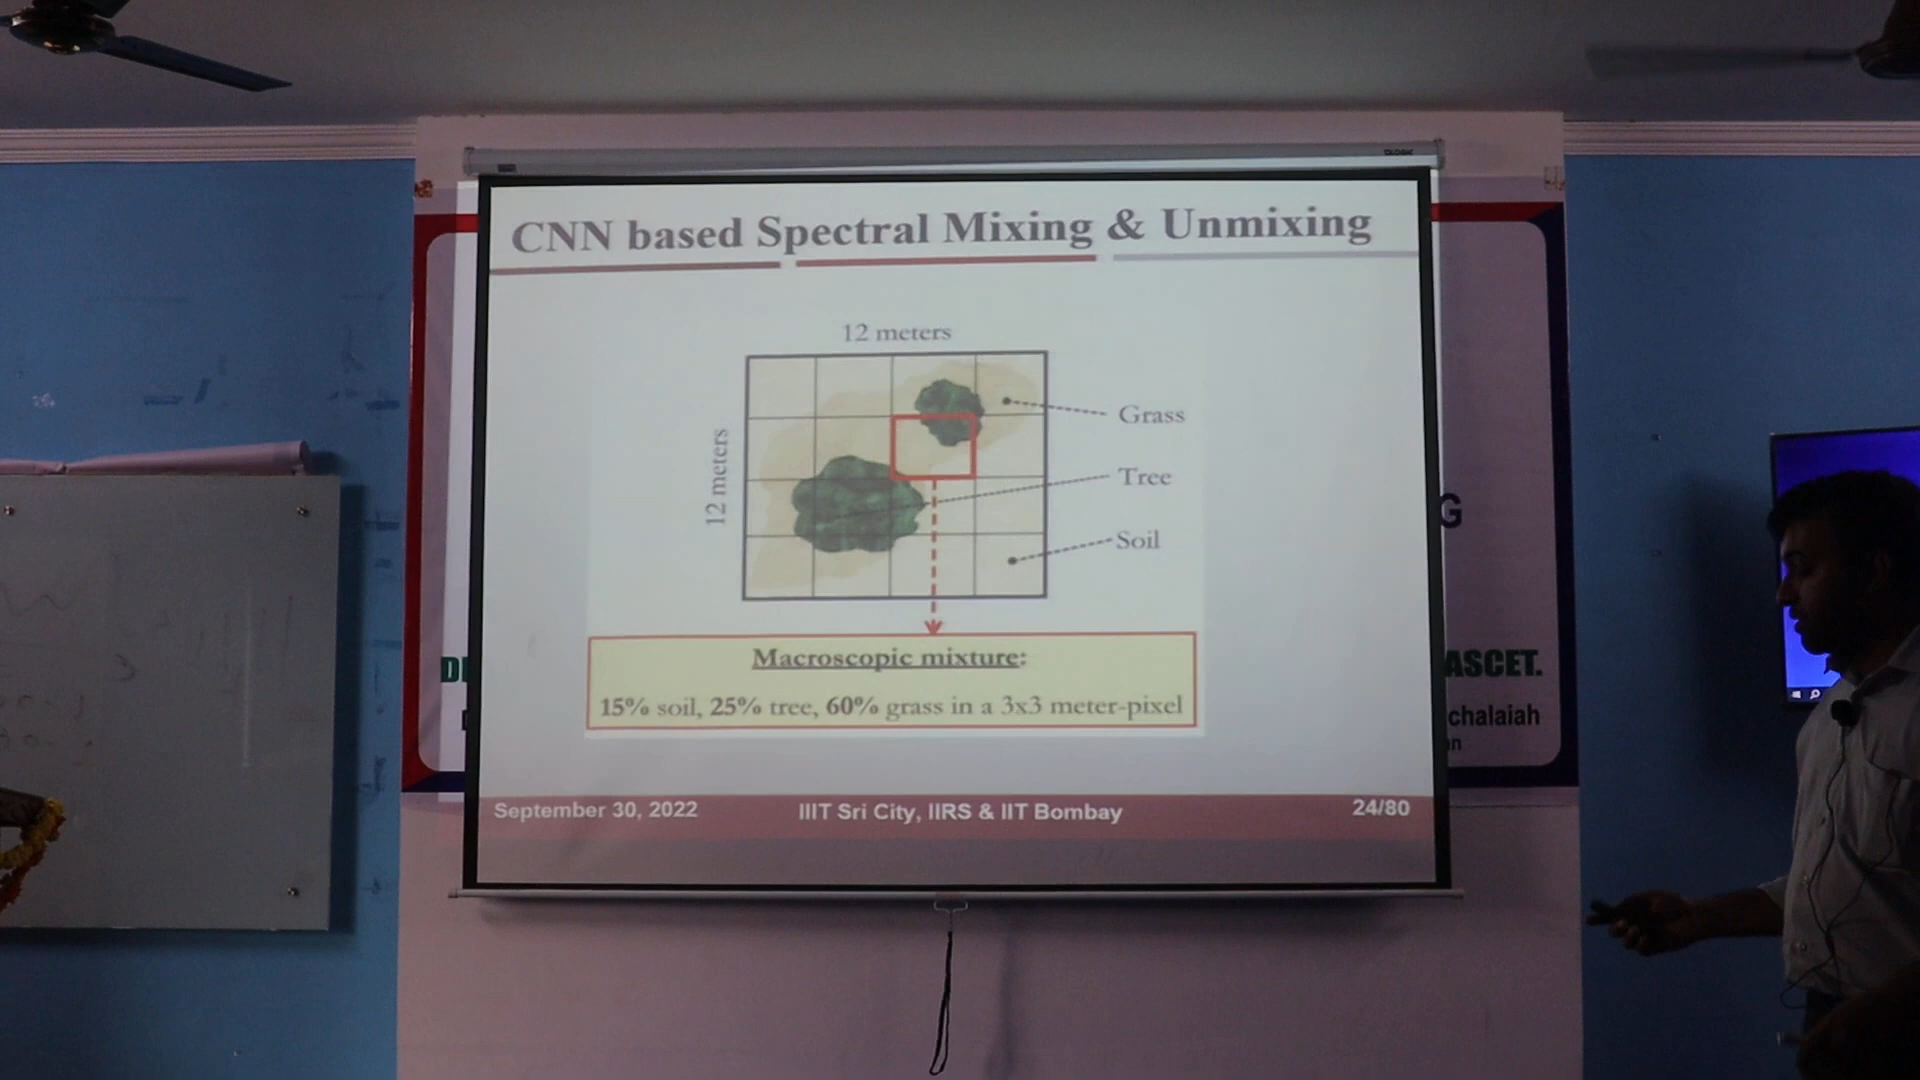 CNN based Spectral Mixing & Unmixing
12 meters
12 meters
Grass
Tree
Soil
Macroscopic mixture:
15% soil, 25% tree, 60% grass in a 3x3 meter-pixel
September 30, 2022 IIIT Sri City, IIRS & IIT Bombay 24/80
G
ASCET.
chalaiah